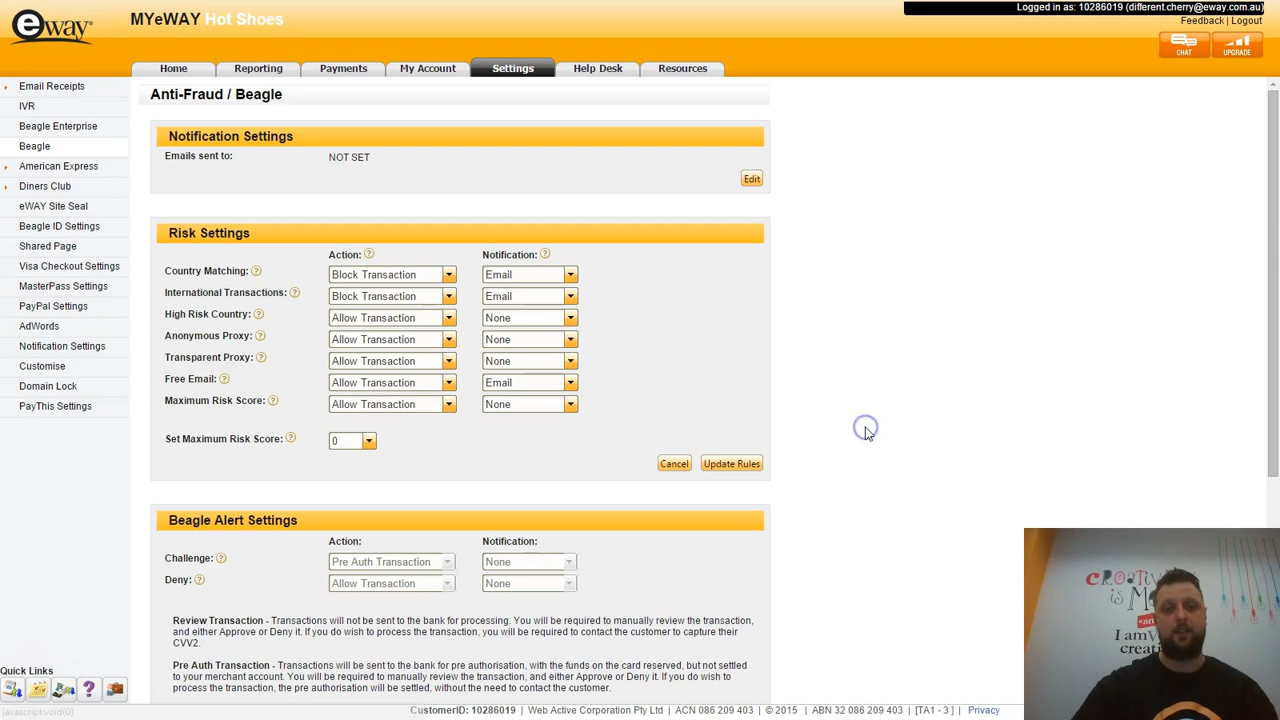 eway
MYeWAY Hot Shoes
Logged in as: 10286019 (different.cherry@eway.com.au)
Feedback | Logout
CHAT
UPGRADE
Home
Reporting
Payments
My Account
Settings
Help Desk
Resources
Email Receipts
IVR
Beagle Enterprise
Beagle
American Express
Diners Club
eWAY Site Seal
Beagle ID Settings
Shared Page
Visa Checkout Settings
MasterPass Settings
PayPal Settings
AdWords
Notification Settings
Customise
Domain Lock
PayThis Settings
Quick Links
javascript:void(0)
Anti-Fraud / Beagle
Notification Settings
Emails sent to: NOT SET
Edit
Risk Settings
Action: ? Notification: ?
Country Matching: ? Block Transaction Email
International Transactions: ? Block Transaction Email
High Risk Country: ? Allow Transaction None
Anonymous Proxy: ? Allow Transaction None
Transparent Proxy: ? Allow Transaction None
Free Email: ? Allow Transaction Email
Maximum Risk Score: ? Allow Transaction None
Set Maximum Risk Score: ? 0
Cancel Update Rules
Beagle Alert Settings
Action: Notification:
Challenge: ? Pre Auth Transaction None
Deny: ? Allow Transaction None
Review Transaction - Transactions will not be sent to the bank for processing. You will be required to manually review the transaction,
and either Approve or Deny it. If you do wish to process the transaction, you will be required to contact the customer to capture their
CVV2.
Pre Auth Transaction - Transactions will be sent to the bank for pre authorisation, with the funds on the card reserved, but not settled
to your merchant account. You will be required to manually review the transaction, and either Approve or Deny it. If you do wish to
process the transaction, the pre authorisation will be settled, without the need to contact the customer.
CustomerID: 10286019 | Web Active Corporation Pty Ltd | ACN 086 209 403 | © 2015 | ABN 32 086 209 403 | [TA1 - 3 ] | Privacy